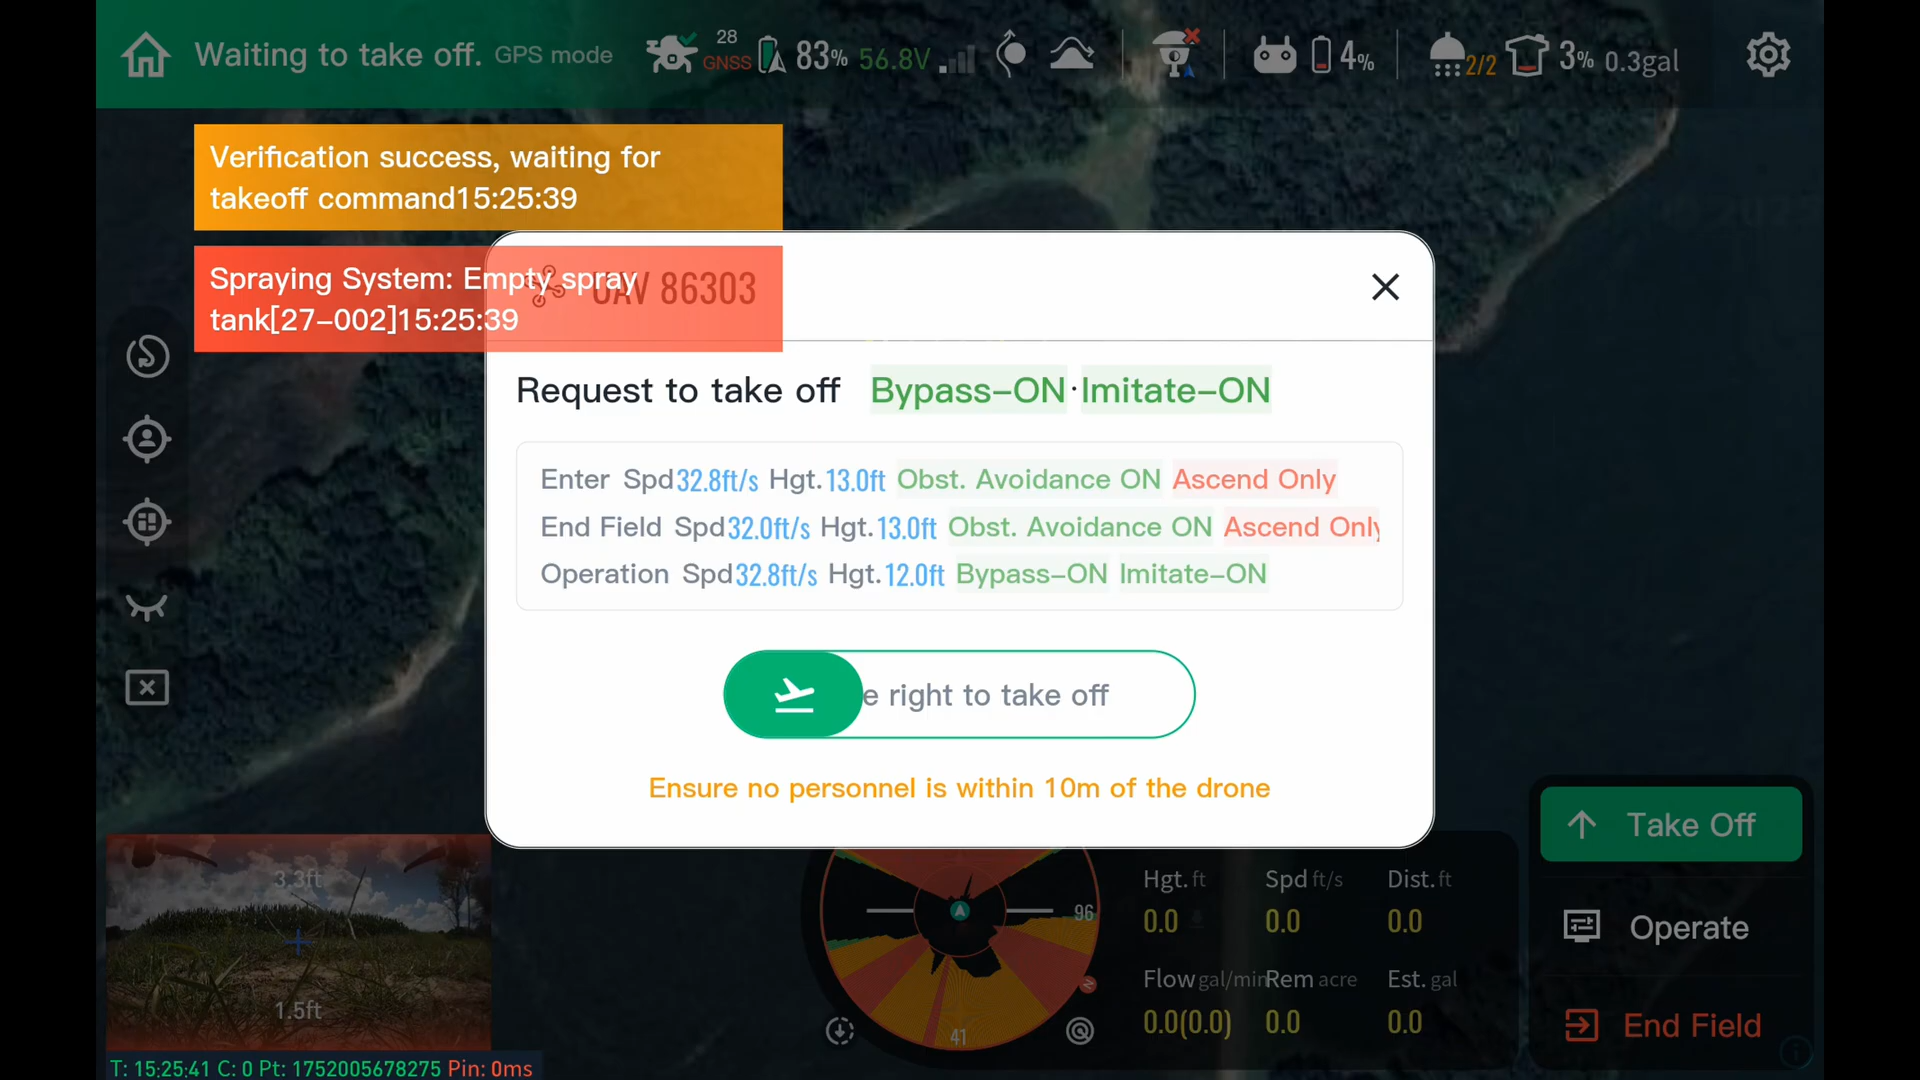 Waiting to take off. GPS mode 28 GNSS 83% 56.8V 4% 2/2 3% 0.3gal
Verification success, waiting for
takeoff command15:25:39
Spraying System: Empty spray
tank[27-002]15:25:39
UAV 86303
Request to take off Bypass-ON·Imitate-ON
Enter Spd32.8ft/s Hgt.13.0ft Obst. Avoidance ON Ascend Only
End Field Spd32.0ft/s Hgt.13.0ft Obst. Avoidance ON Ascend Only
Operation Spd32.8ft/s Hgt.12.0ft Bypass-ON Imitate-ON
e right to take off
Ensure no personnel is within 10m of the drone
Take Off
Operate
End Field
3.3ft
1.5ft
96
N
41
Hgt. ft Spd ft/s Dist. ft
0.0 0.0 0.0
Flow gal/min Rem acre Est. gal
0.0(0.0) 0.0 0.0
T: 15:25:41 C: 0 Pt: 1752005678275 Pin: 0ms